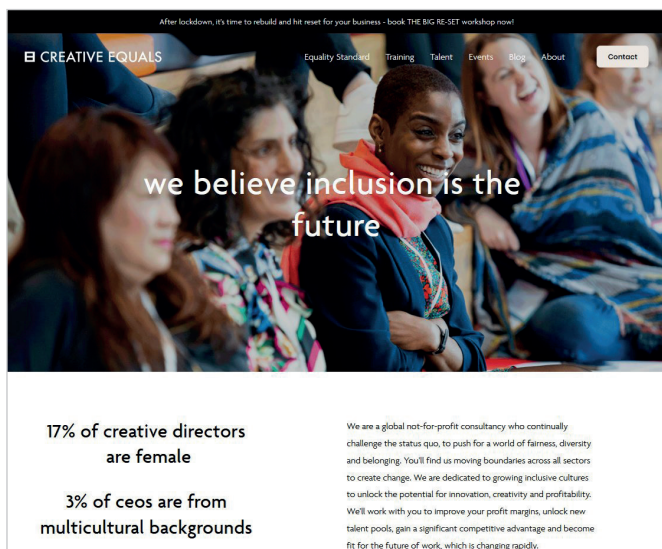 After lockdown, it's time to rebuild and hit reset for your business - book THE BIG RE-SET workshop now!
CREATIVE EQUALS
Equality Standard Training Talent Events Blog About Contact
we believe inclusion is the
future
17% of creative directors
are female
3% of ceos are from
multicultural backgrounds
We are a global not-for-profit consultancy who continually
challenge the status quo, to push for a world of fairness, diversity
and belonging. You'll find us moving boundaries across all sectors
to create change. We are dedicated to growing inclusive cultures
to unlock the potential for innovation, creativity and profitability.
We'll work with you to improve your profit margins, unlock new
talent pools, gain a significant competitive advantage and become
fit for the future of work, which is changing rapidly.